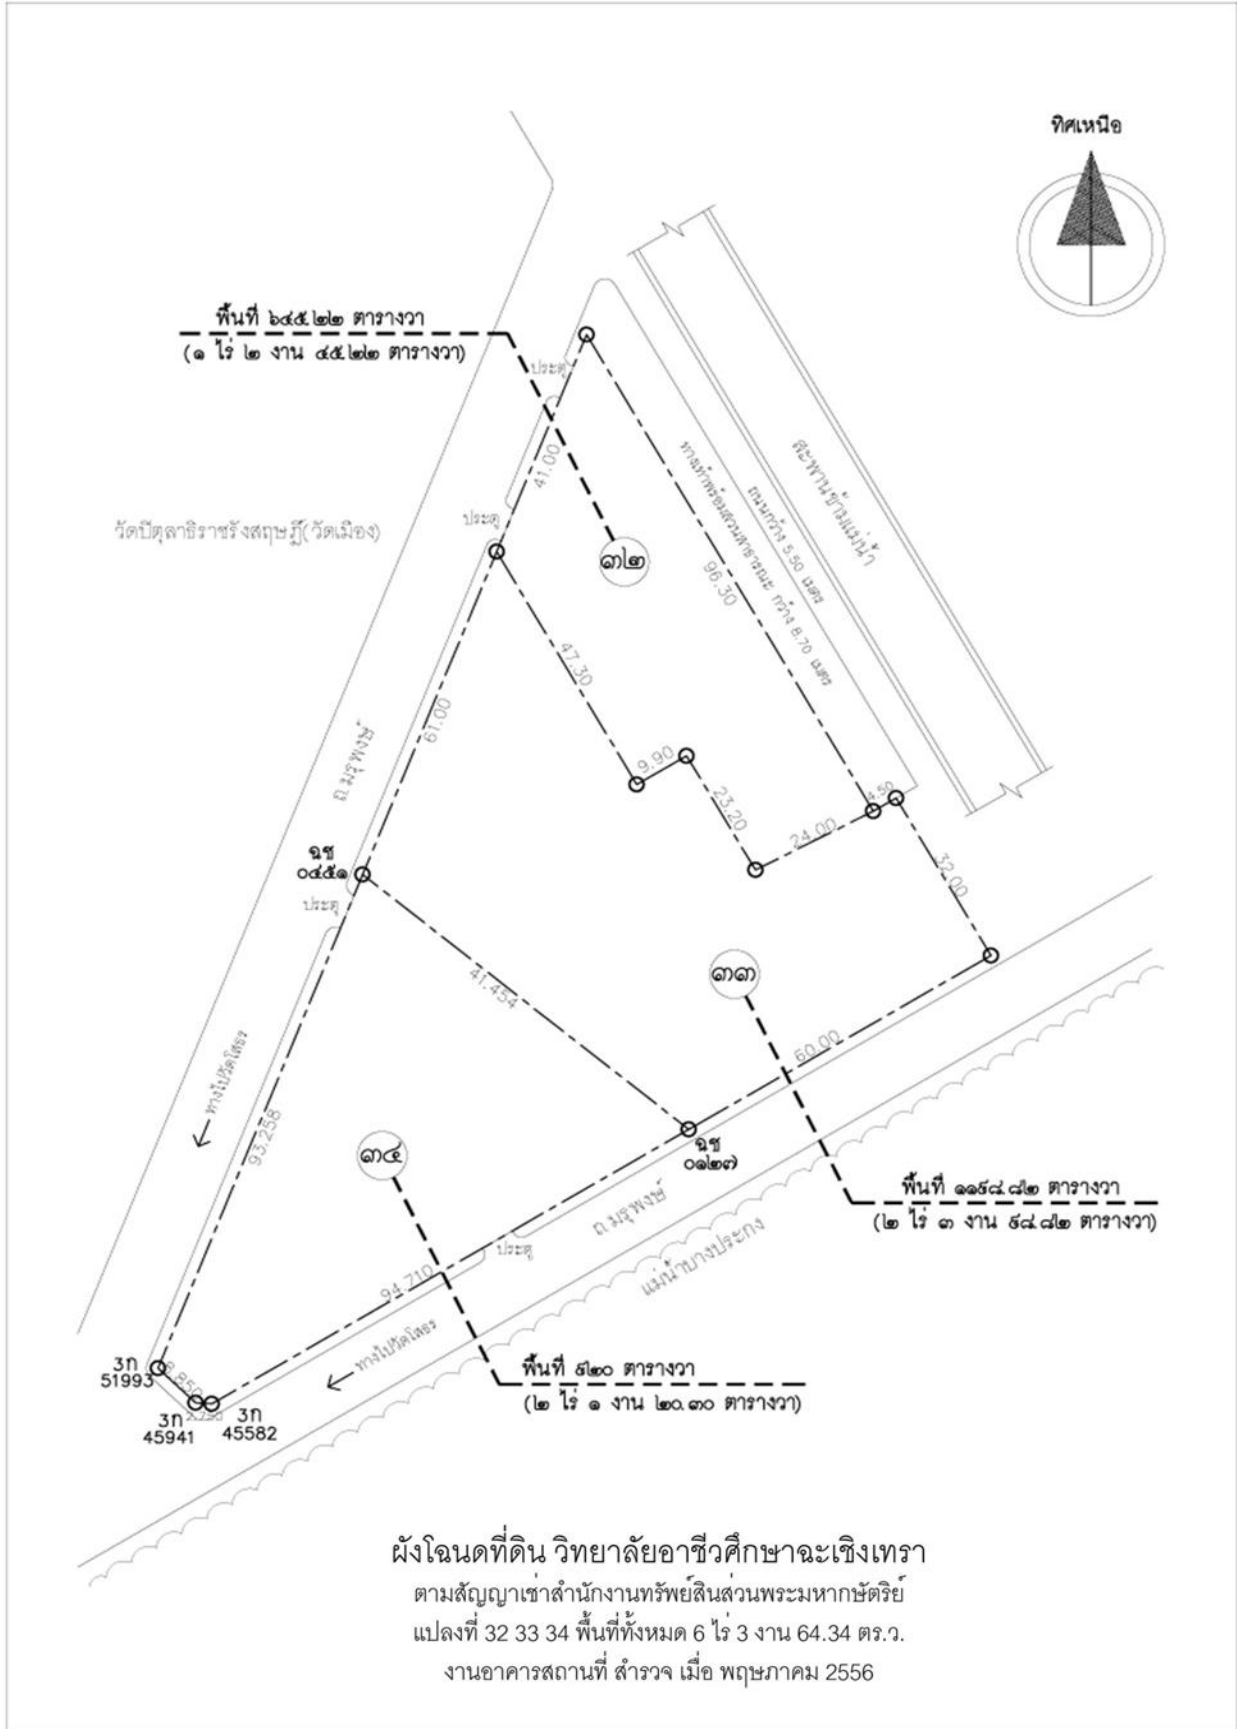 ทิศเหนือ
พื้นที่ ๖๔๕.๒๒ ตารางวา
(๑ ไร่ ๒ งาน ๔๕.๒๒ ตารางวา)
ประตู
41.00
ประตู
วัดปิตุลาธิราชรังสฤษฎิ์(วัดเมือง)
๓๒
สะพานข้ามแม่น้ำ
ถนนกว้าง 5.50 เมตร
ทางเท้าพร้อมสวนสาธารณะ กว้าง 8.70 เมตร
96.30
47.30
61.00
ถ.มรุพงษ์
9.90
23.20
24.00
4.50
32.00
ฉช
๐๔๕๑
ประตู
41.454
๓๓
60.00
ทางไปวัดโสธร
93.258
๓๔
ฉช
๐๑๒๗
ถ.มรุพงษ์
พื้นที่ ๑๑๙๘.๘๒ ตารางวา
(๒ ไร่ ๓ งาน ๙๘.๘๒ ตารางวา)
ประตู
แม่น้ำบางประกง
94.710
ทางไปวัดโสธร
พื้นที่ ๙๒๐ ตารางวา
(๒ ไร่ ๑ งาน ๒๐.๓๐ ตารางวา)
3ก
51993
3ก
45941
3ก
45582
ผังโฉนดที่ดิน วิทยาลัยอาชีวศึกษาฉะเชิงเทรา
ตามสัญญาเช่าสำนักงานทรัพย์สินส่วนพระมหากษัตริย์
แปลงที่ 32 33 34 พื้นที่ทั้งหมด 6 ไร่ 3 งาน 64.34 ตร.ว.
งานอาคารสถานที่ สำรวจ เมื่อ พฤษภาคม 2556